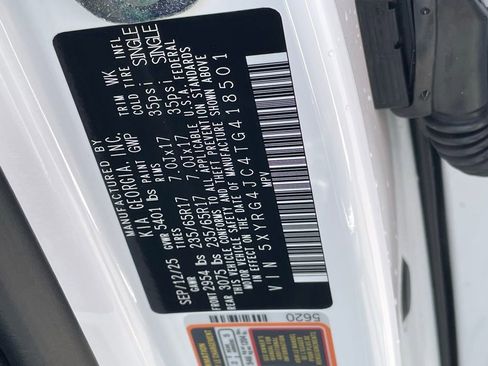 MANUFACTURED BY
KIA GEORGIA, INC.
SEP/12/25 GVWR 5401 lbs PAINT GWP TRIM WK
GAWR TIRES RIMS COLD TIRE INFL
FRONT 2954 lbs 235/65R17 7.0Jx17 35psi SINGLE
REAR 3075 lbs 235/65R17 7.0Jx17 35psi SINGLE
THIS VEHICLE CONFORMS TO ALL APPLICABLE U.S.A. FEDERAL
MOTOR VEHICLE SAFETY AND THEFT PREVENTION STANDARDS
IN EFFECT ON THE DATE OF MANUFACTURE SHOWN ABOVE
VIN 5XYRG4JC4TG418501
MPV
5620